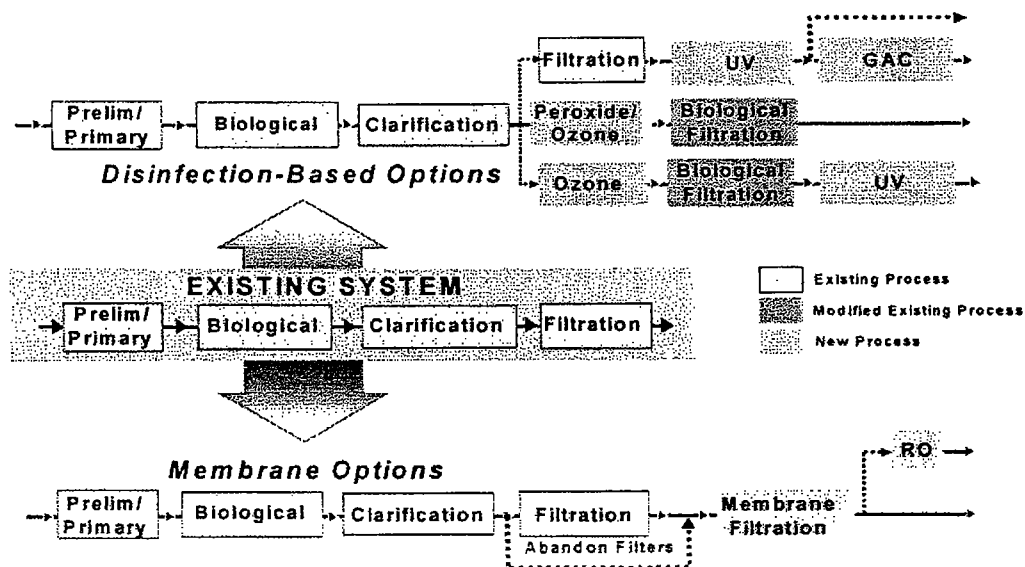 Filtration
UV
GAC
Prelim/
Primary
Biological
Clarification
Peroxide/
Ozone
Biological
Filtration
Disinfection-Based Options
Ozone
Biological
Filtration
UV
EXISTING SYSTEM
Prelim/
Primary
Biological
Clarification
Filtration
Existing Process
Modified Existing Process
New Process
Membrane Options
RO
Prelim/
Primary
Biological
Clarification
Filtration
Membrane
Filtration
Abandon Filters